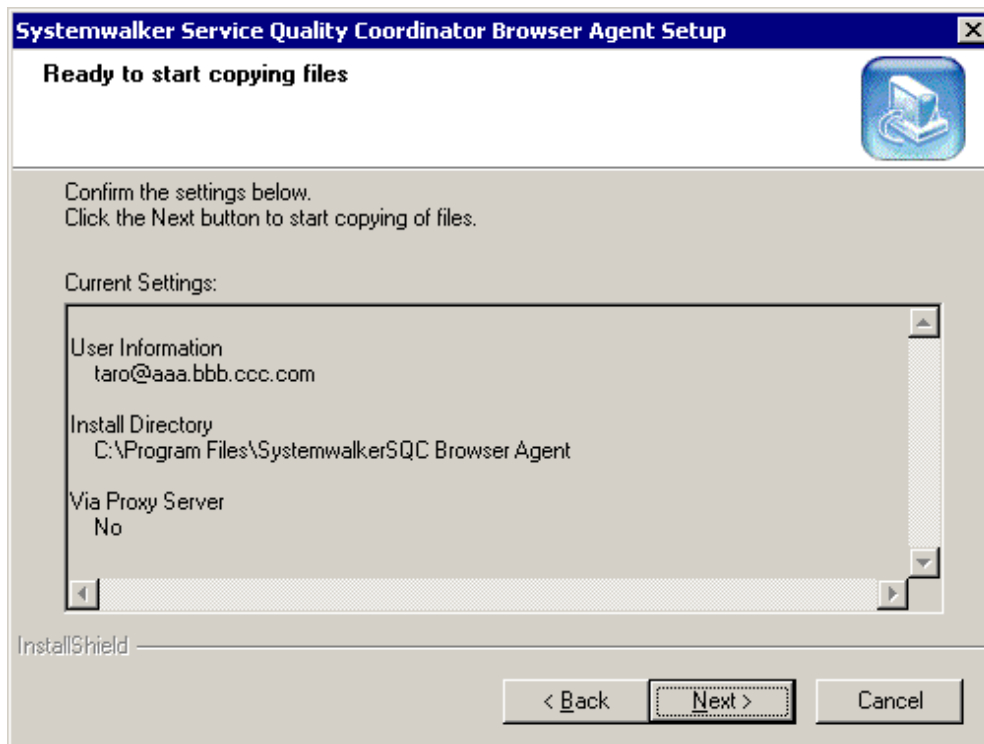 Systemwalker Service Quality Coordinator Browser Agent Setup
Ready to start copying files
Confirm the settings below.
Click the Next button to start copying of files.
Current Settings:
User Information
taro@aaa.bbb.ccc.com
Install Directory
C:\Program Files\SystemwalkerSQC Browser Agent
Via Proxy Server
No
InstallShield
< Back
Next >
Cancel